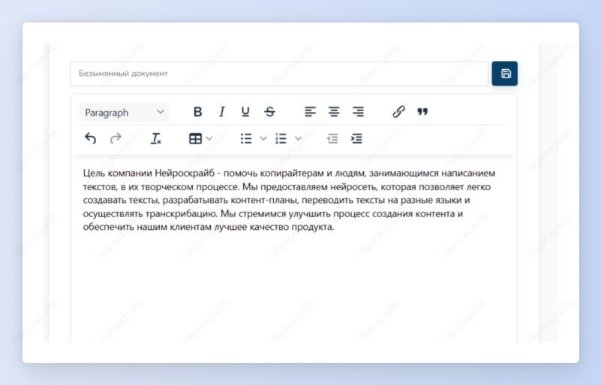 Безымянный документ
Paragraph
Цель компании Нейроскрайб - помочь копирайтерам и людям, занимающимся написанием
текстов, в их творческом процессе. Мы предоставляем нейросеть, которая позволяет легко
создавать тексты, разрабатывать контент-планы, переводить тексты на разные языки и
осуществлять транскрибацию. Мы стремимся улучшить процесс создания контента и
обеспечить нашим клиентам лучшее качество продукта.